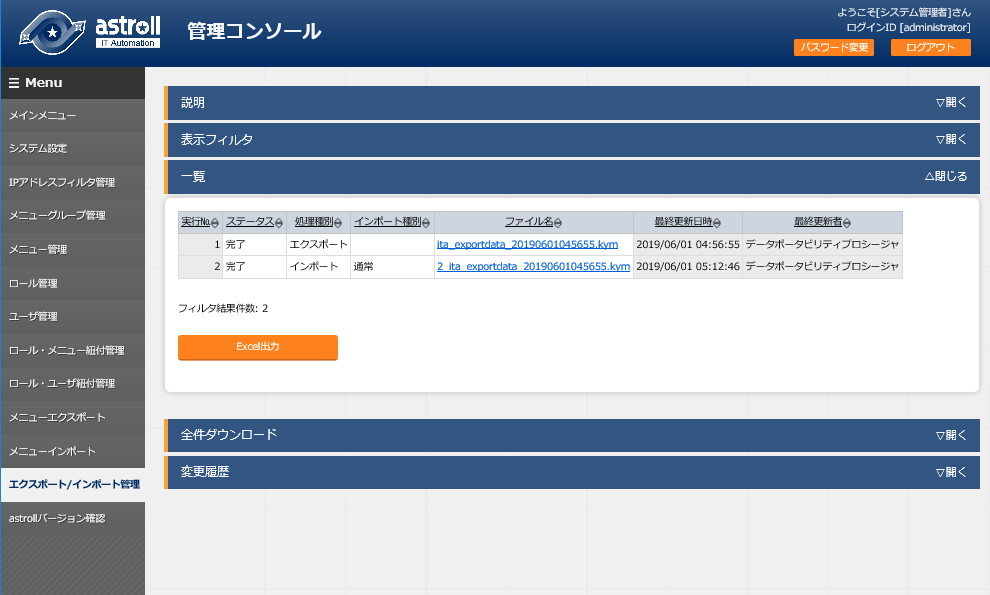 astroll
IT Automation
管理コンソール
ようこそ[システム管理者]さん
ログインID [administrator]
パスワード変更 ログアウト
☰ Menu
メインメニュー
システム設定
IPアドレスフィルタ管理
メニューグループ管理
メニュー管理
ロール管理
ユーザ管理
ロール・メニュー紐付管理
ロール・ユーザ紐付管理
メニューエクスポート
メニューインポート
エクスポート/インポート管理
astrollバージョン確認
説明 ▽開く
表示フィルタ ▽開く
一覧 △閉じる
実行No. ステータス 処理種別 インポート種別 ファイル名 最終更新日時 最終更新者
1 完了 エクスポート ita_exportdata_20190601045655.kym 2019/06/01 04:56:55 データポータビリティプロシージャ
2 完了 インポート 通常 2_ita_exportdata_20190601045655.kym 2019/06/01 05:12:46 データポータビリティプロシージャ
フィルタ結果件数: 2
Excel出力
全件ダウンロード ▽開く
変更履歴 ▽開く